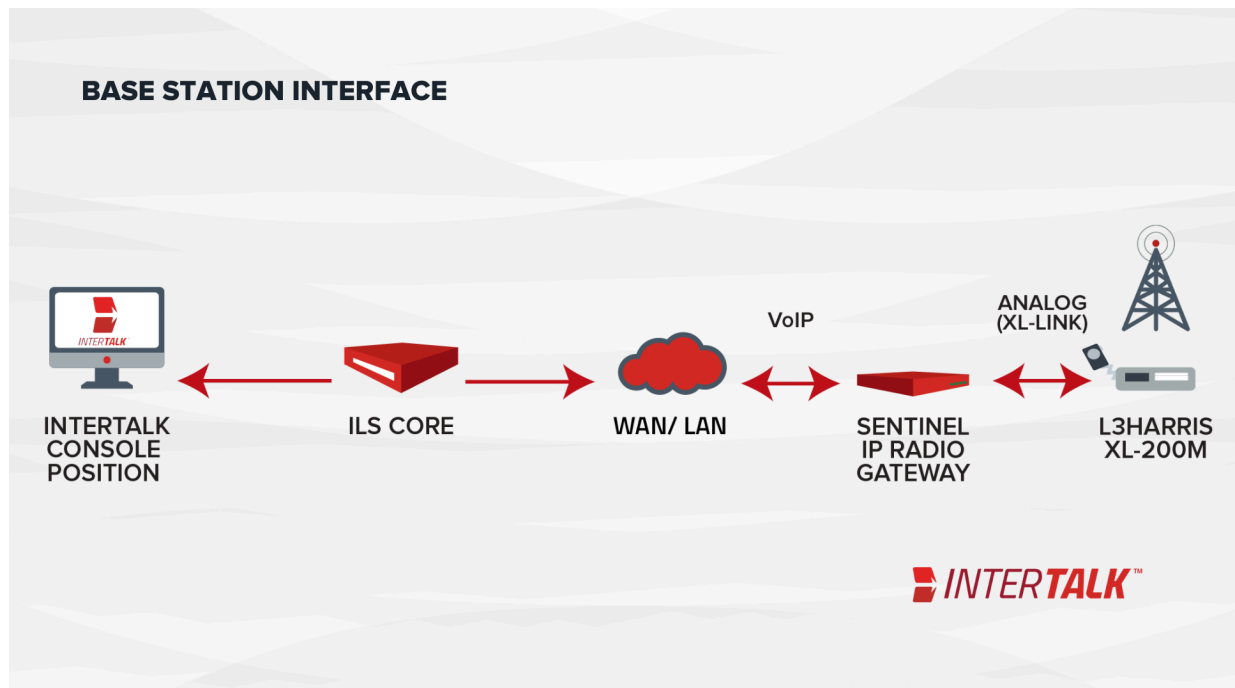 BASE STATION INTERFACE
INTERTALK
VoIP
ANALOG
(XL-LINK)
INTERTALK
CONSOLE
POSITION
ILS CORE
WAN/ LAN
SENTINEL
IP RADIO
GATEWAY
L3HARRIS
XL-200M
INTERTALK™